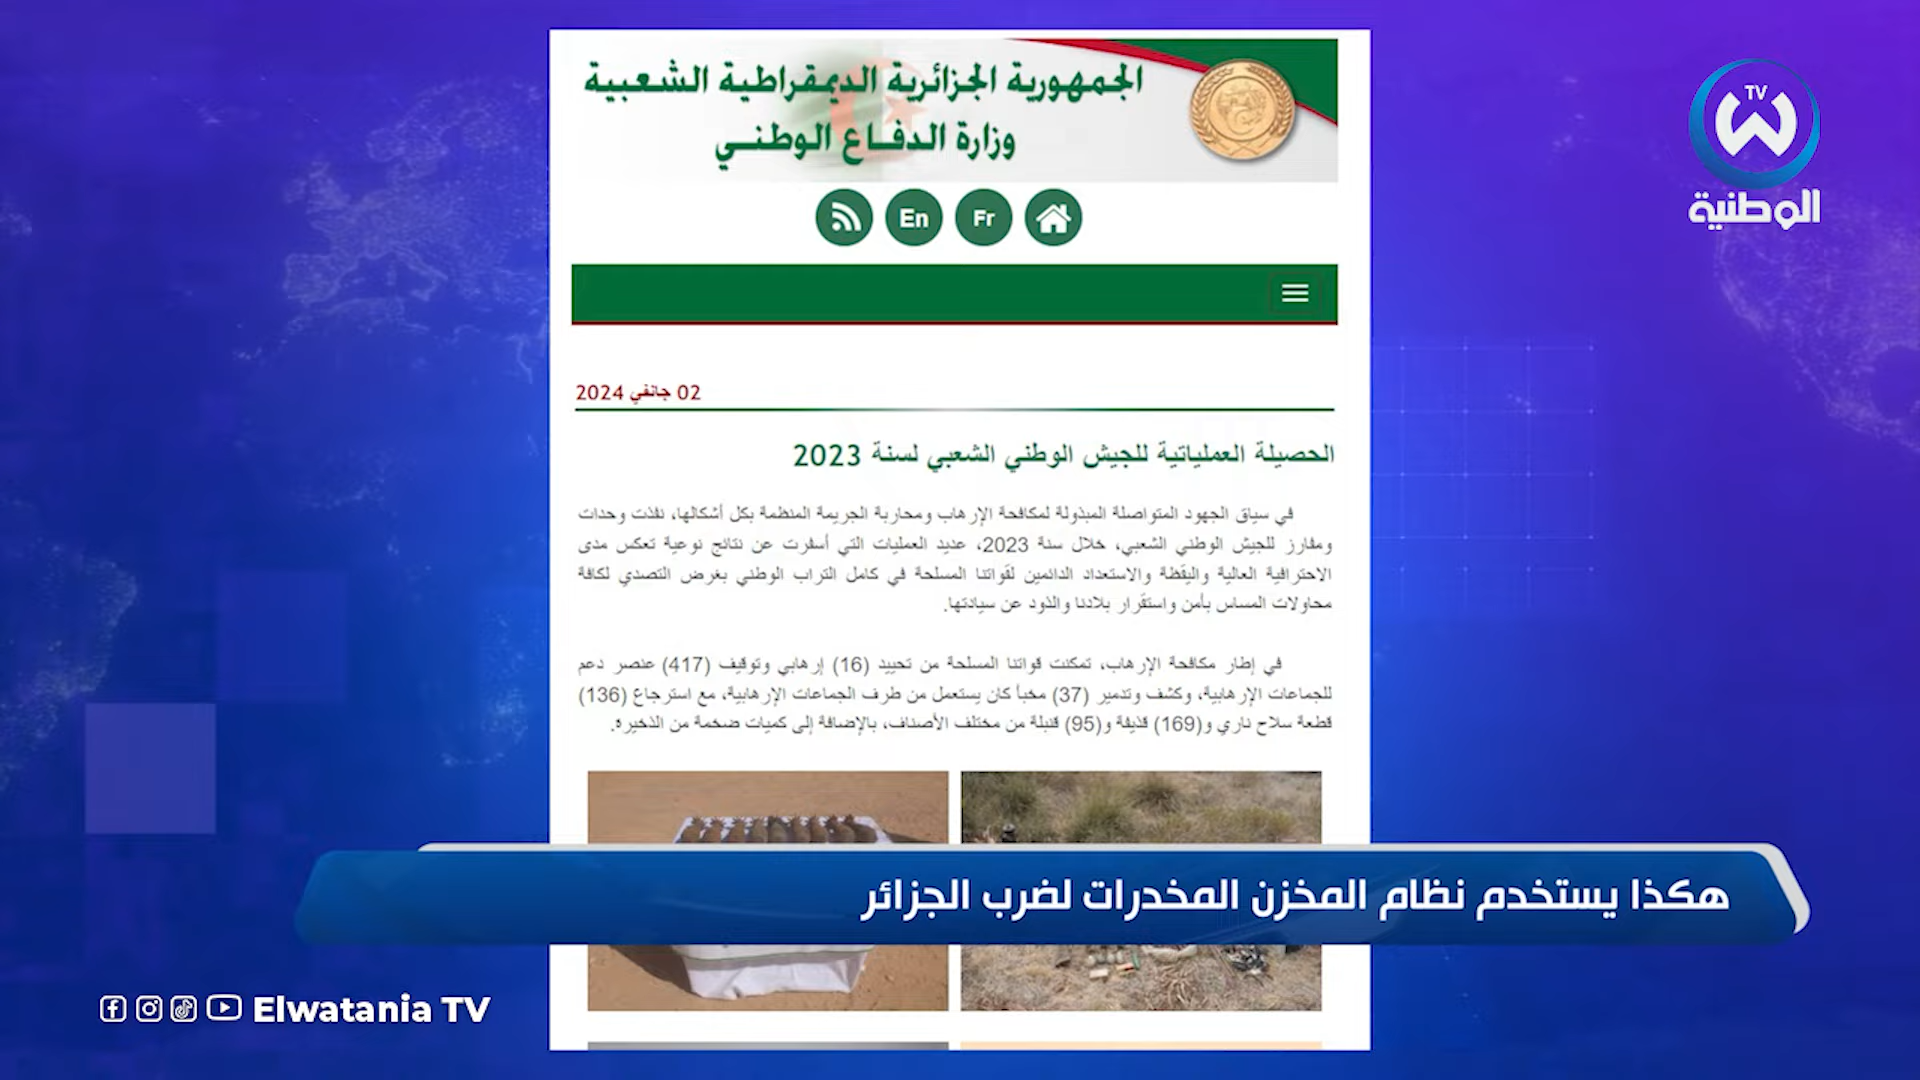 الجمهورية الجزائرية الديمقراطية الشعبية
وزارة الدفاع الوطني
TV
الوطنية
En
Fr
02 جانفي 2024
الحصيلة العملياتية للجيش الوطني الشعبي لسنة 2023
في سياق الجهود المتواصلة المبذولة لمكافحة الإرهاب ومحاربة الجريمة المنظمة بكل أشكالها، نفذت وحدات
ومفارز للجيش الوطني الشعبي، خلال سنة 2023، عديد العمليات التي أسفرت عن نتائج نوعية تعكس مدى
الاحترافية العالية واليقظة والاستعداد الدائمين لقواتنا المسلحة في كامل التراب الوطني بغرض التصدي لكافة
محاولات المساس بأمن واستقرار بلادنا والذود عن سيادتها.
في إطار مكافحة الإرهاب، تمكنت قواتنا المسلحة من تحييد (16) إرهابي وتوقيف (417) عنصر دعم
للجماعات الإرهابية، وكشف وتدمير (37) مخبأ كان يستعمل من طرف الجماعات الإرهابية، مع استرجاع (136)
قطعة سلاح ناري و(169) قذيفة و(95) قنبلة من مختلف الأصناف، بالإضافة إلى كميات ضخمة من الذخيرة.
هكذا يستخدم نظام المخزن المخدرات لضرب الجزائر
Elwatania TV